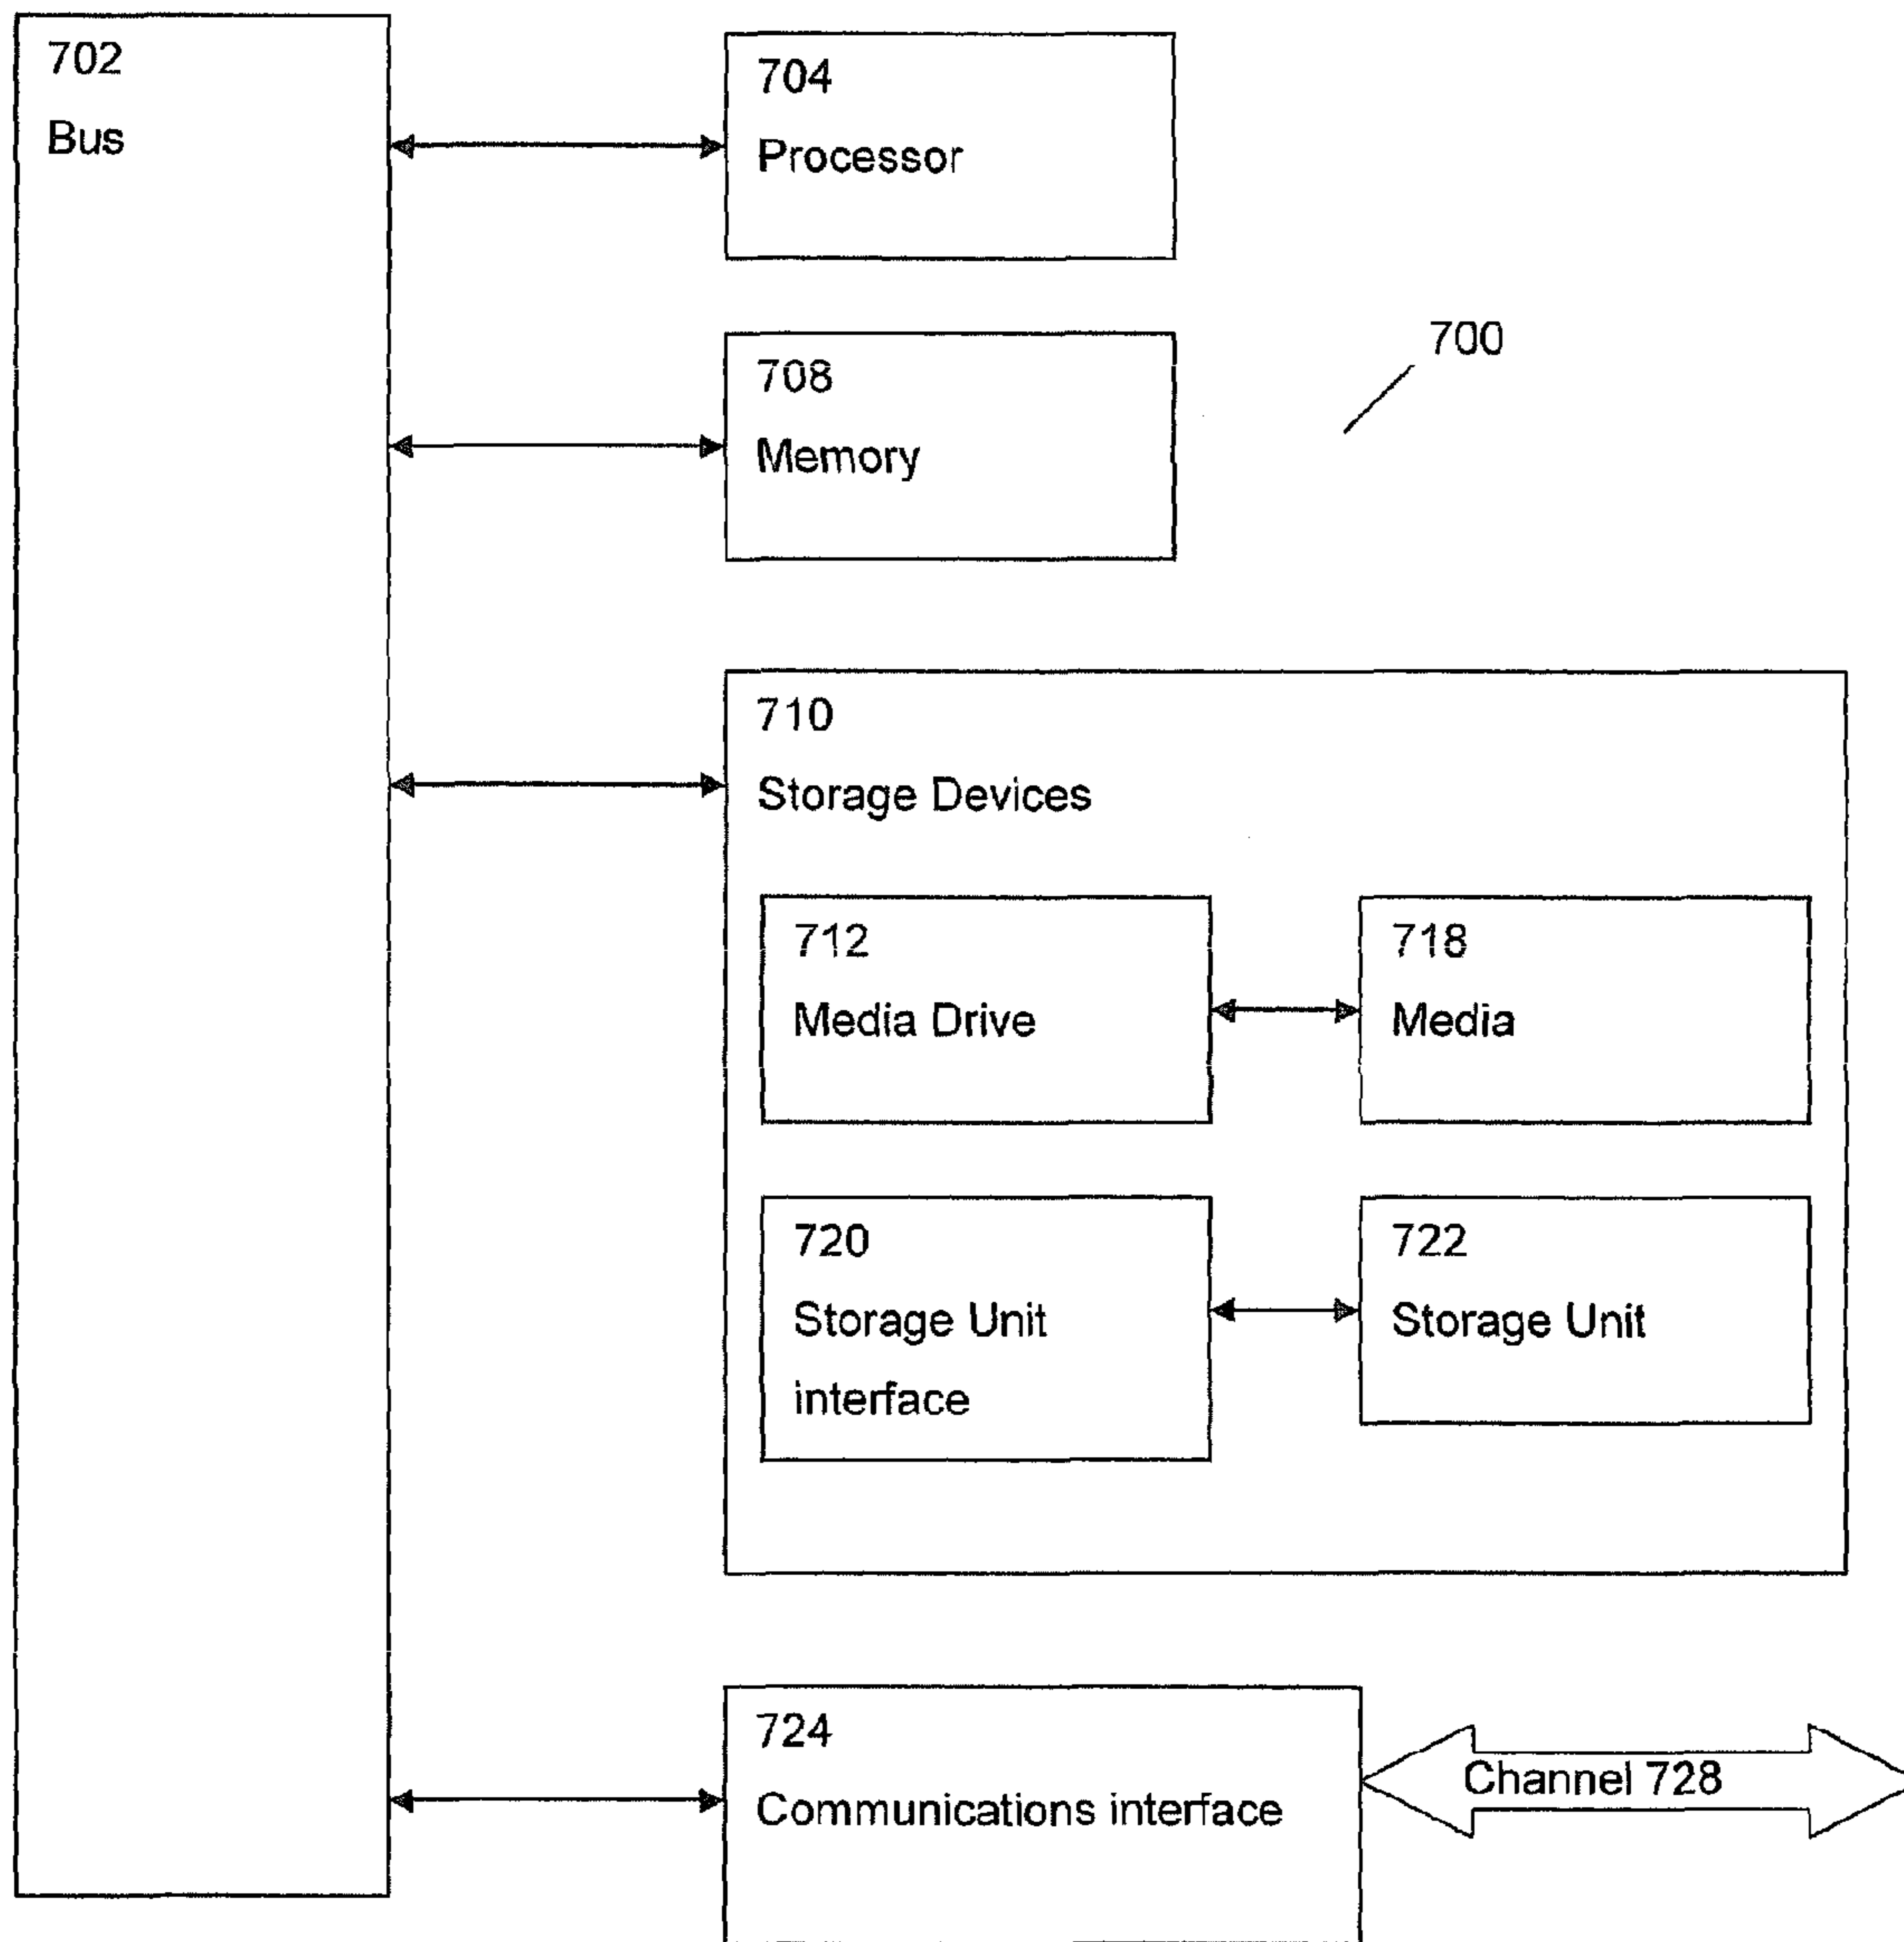 702
Bus
704
Processor
708
Memory
700
710
Storage Devices
712
Media Drive
718
Media
720
Storage Unit
interface
722
Storage Unit
724
Communications interface
Channel 728